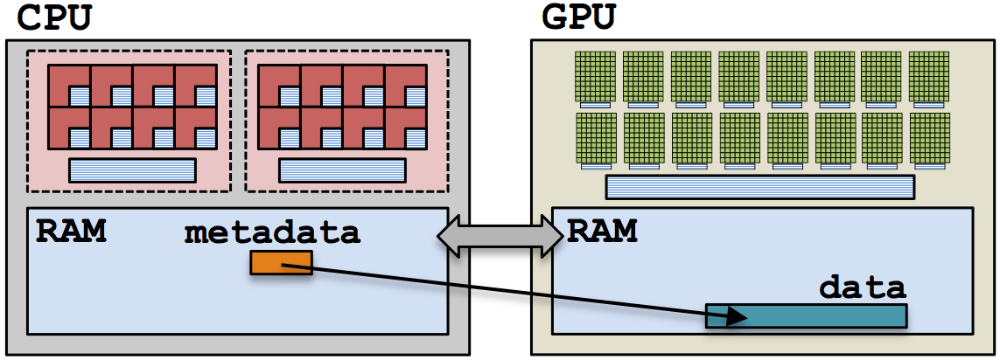 CPU
GPU
RAM
metadata
RAM
data